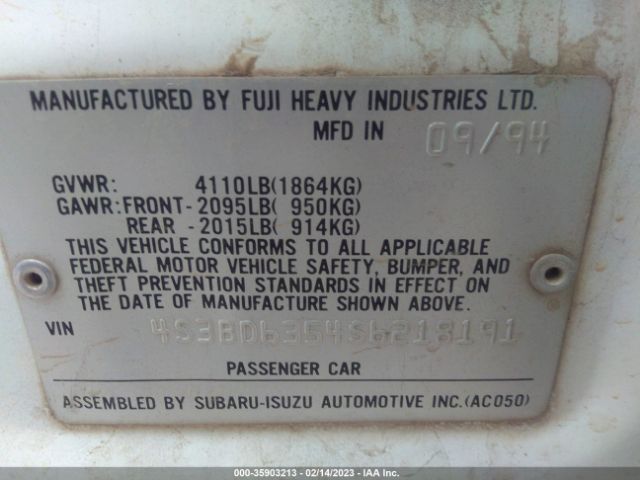 MANUFACTURED BY FUJI HEAVY INDUSTRIES LTD.
MFD IN 09/94
GVWR: 4110LB(1864KG)
GAWR:FRONT-2095LB( 950KG)
REAR -2015LB( 914KG)
THIS VEHICLE CONFORMS TO ALL APPLICABLE
FEDERAL MOTOR VEHICLE SAFETY, BUMPER, AND
THEFT PREVENTION STANDARDS IN EFFECT ON
THE DATE OF MANUFACTURE SHOWN ABOVE.
VIN 4S3BD6354S6218191
PASSENGER CAR
ASSEMBLED BY SUBARU-ISUZU AUTOMOTIVE INC.(AC050)
000-35903213 - 02/14/2023 - IAA Inc.